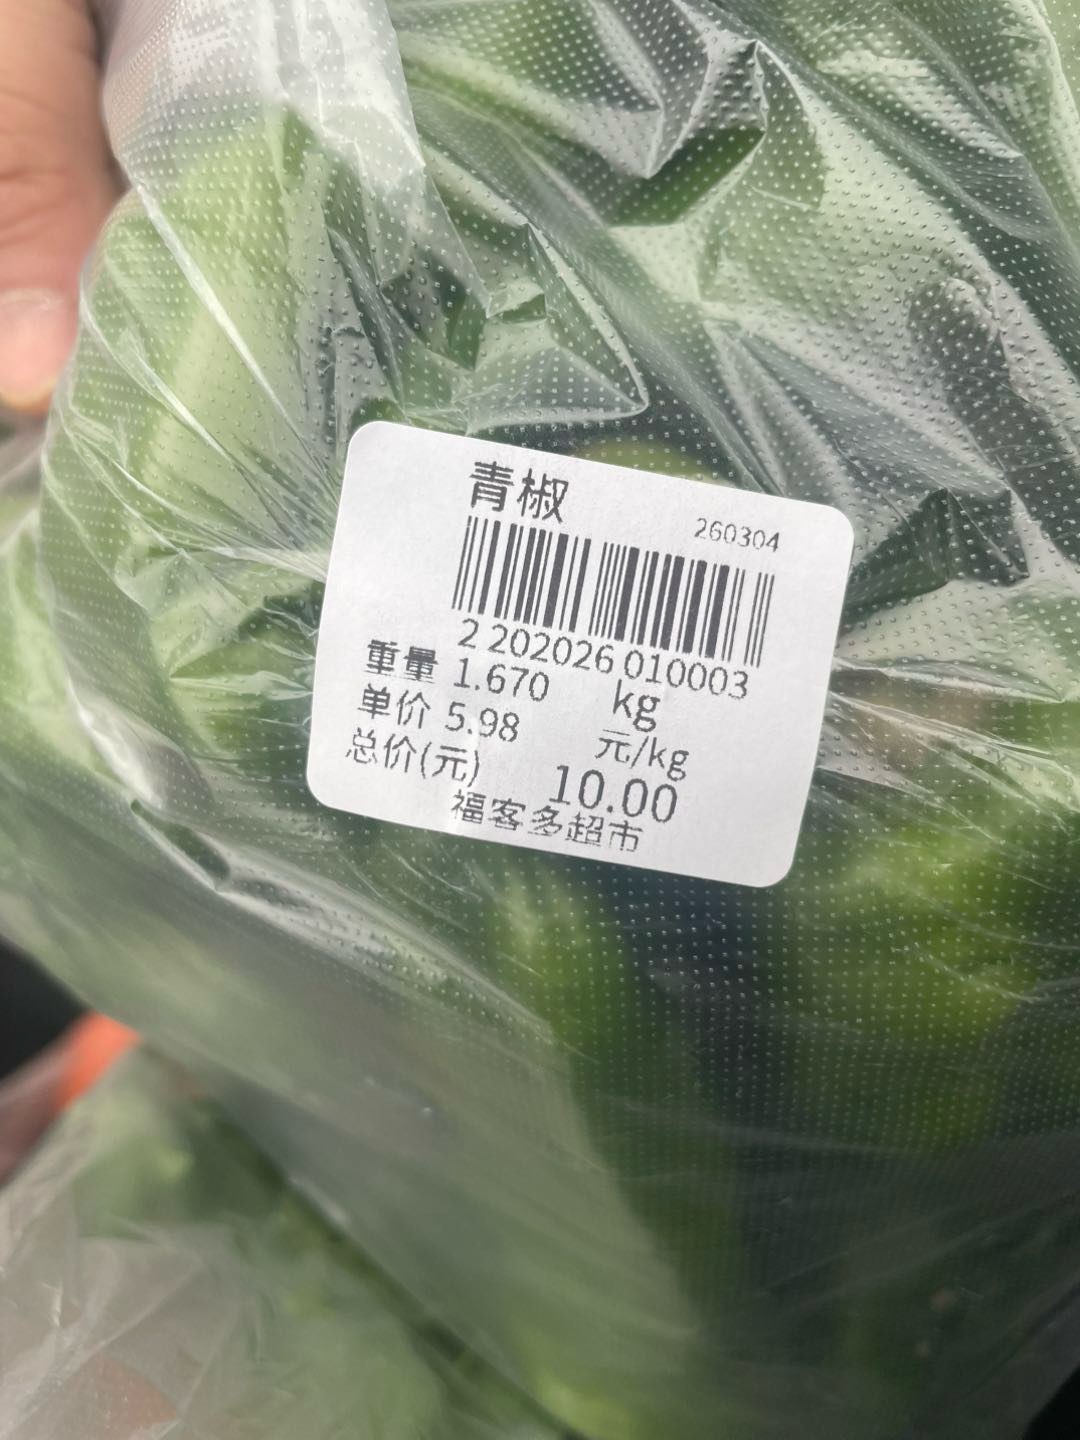 青椒
260304
2 202026 010003
重量 1.670 kg
单价 5.98 元/kg
总价(元) 10.00
福客多超市